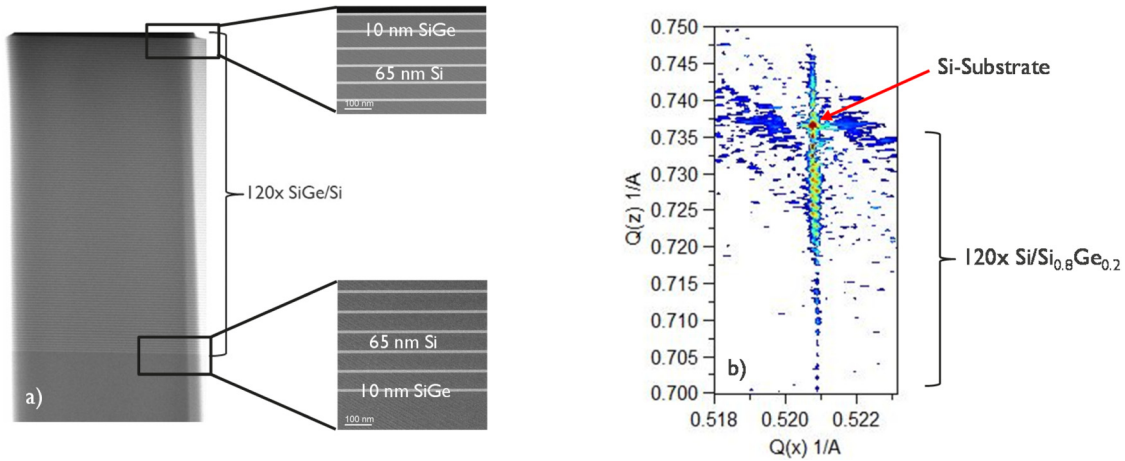 10 nm SiGe
65 nm Si
100 nm
120x SiGe/Si
65 nm Si
10 nm SiGe
100 nm
a)
0.750
0.745
0.740
0.735
0.730
0.725
0.720
0.715
0.710
0.705
0.700
Q(z) 1/A
0.518
0.520
0.522
Q(x) 1/A
b)
Si-Substrate
120x Si/Si0.8Ge0.2